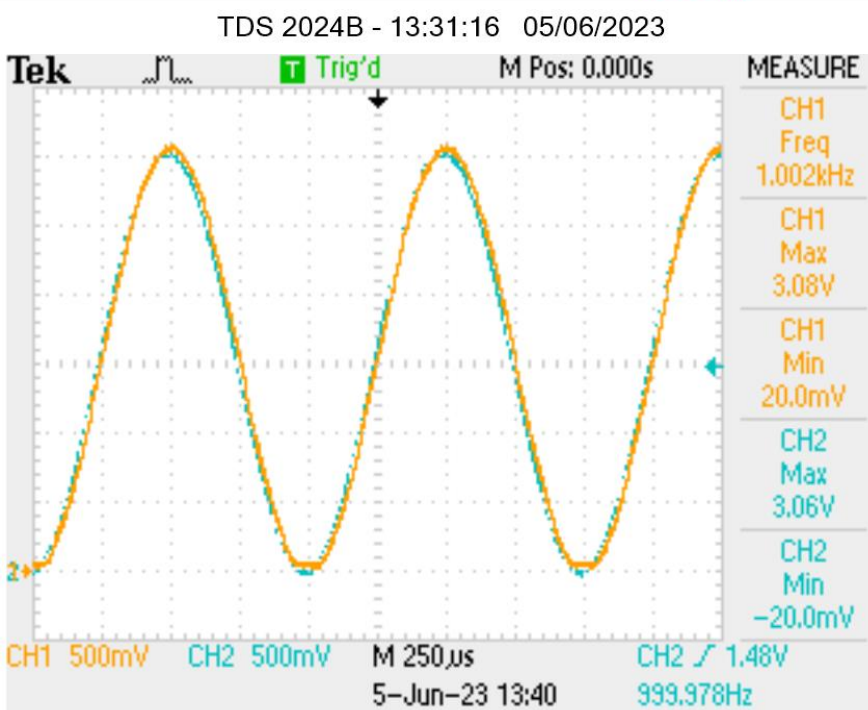 TDS 2024B - 13:31:16 05/06/2023
Tek
T Trig'd
M Pos: 0.000s
MEASURE
CH1
Freq
1.002kHz
CH1
Max
3.08V
CH1
Min
20.0mV
CH2
Max
3.06V
CH2
Min
-20.0mV
2
CH1 500mV
CH2 500mV
M 250µs
CH2 ∫ 1.48V
5-Jun-23 13:40
999.978Hz